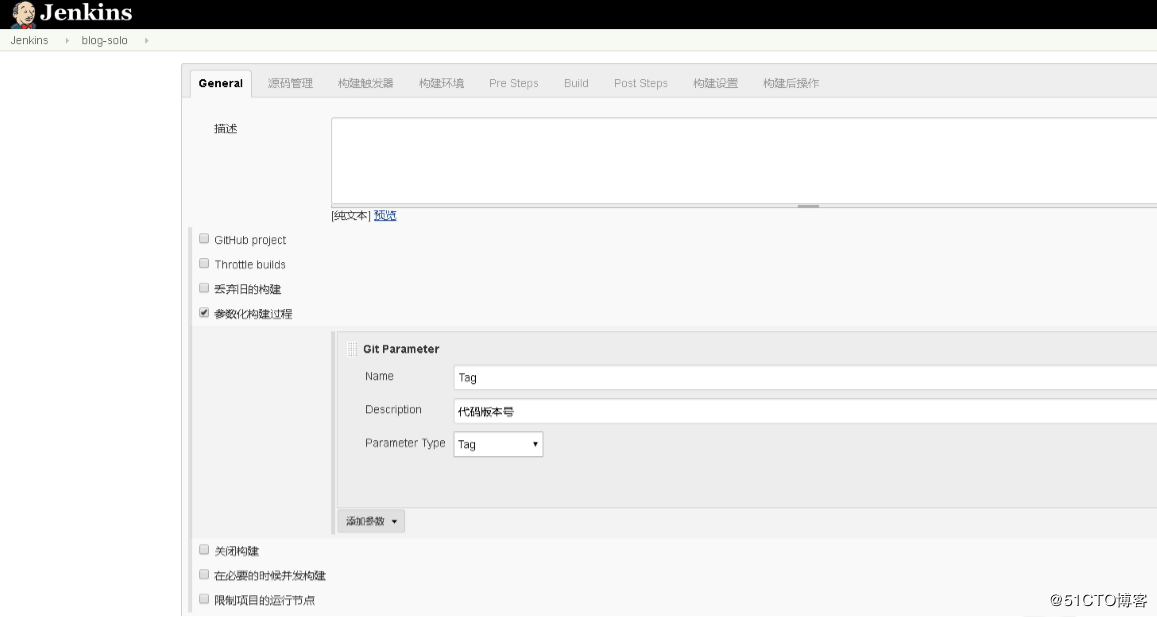 Jenkins
Jenkins blog-solo
General 源码管理 构建触发器 构建环境 Pre Steps Build Post Steps 构建设置 构建后操作
描述
[纯文本] 预览
GitHub project
Throttle builds
丢弃旧的构建
参数化构建过程
Git Parameter
Name Tag
Description 代码版本号
Parameter Type Tag
添加参数
关闭构建
在必要的时候并发构建
限制项目的运行节点
@51CTO博客